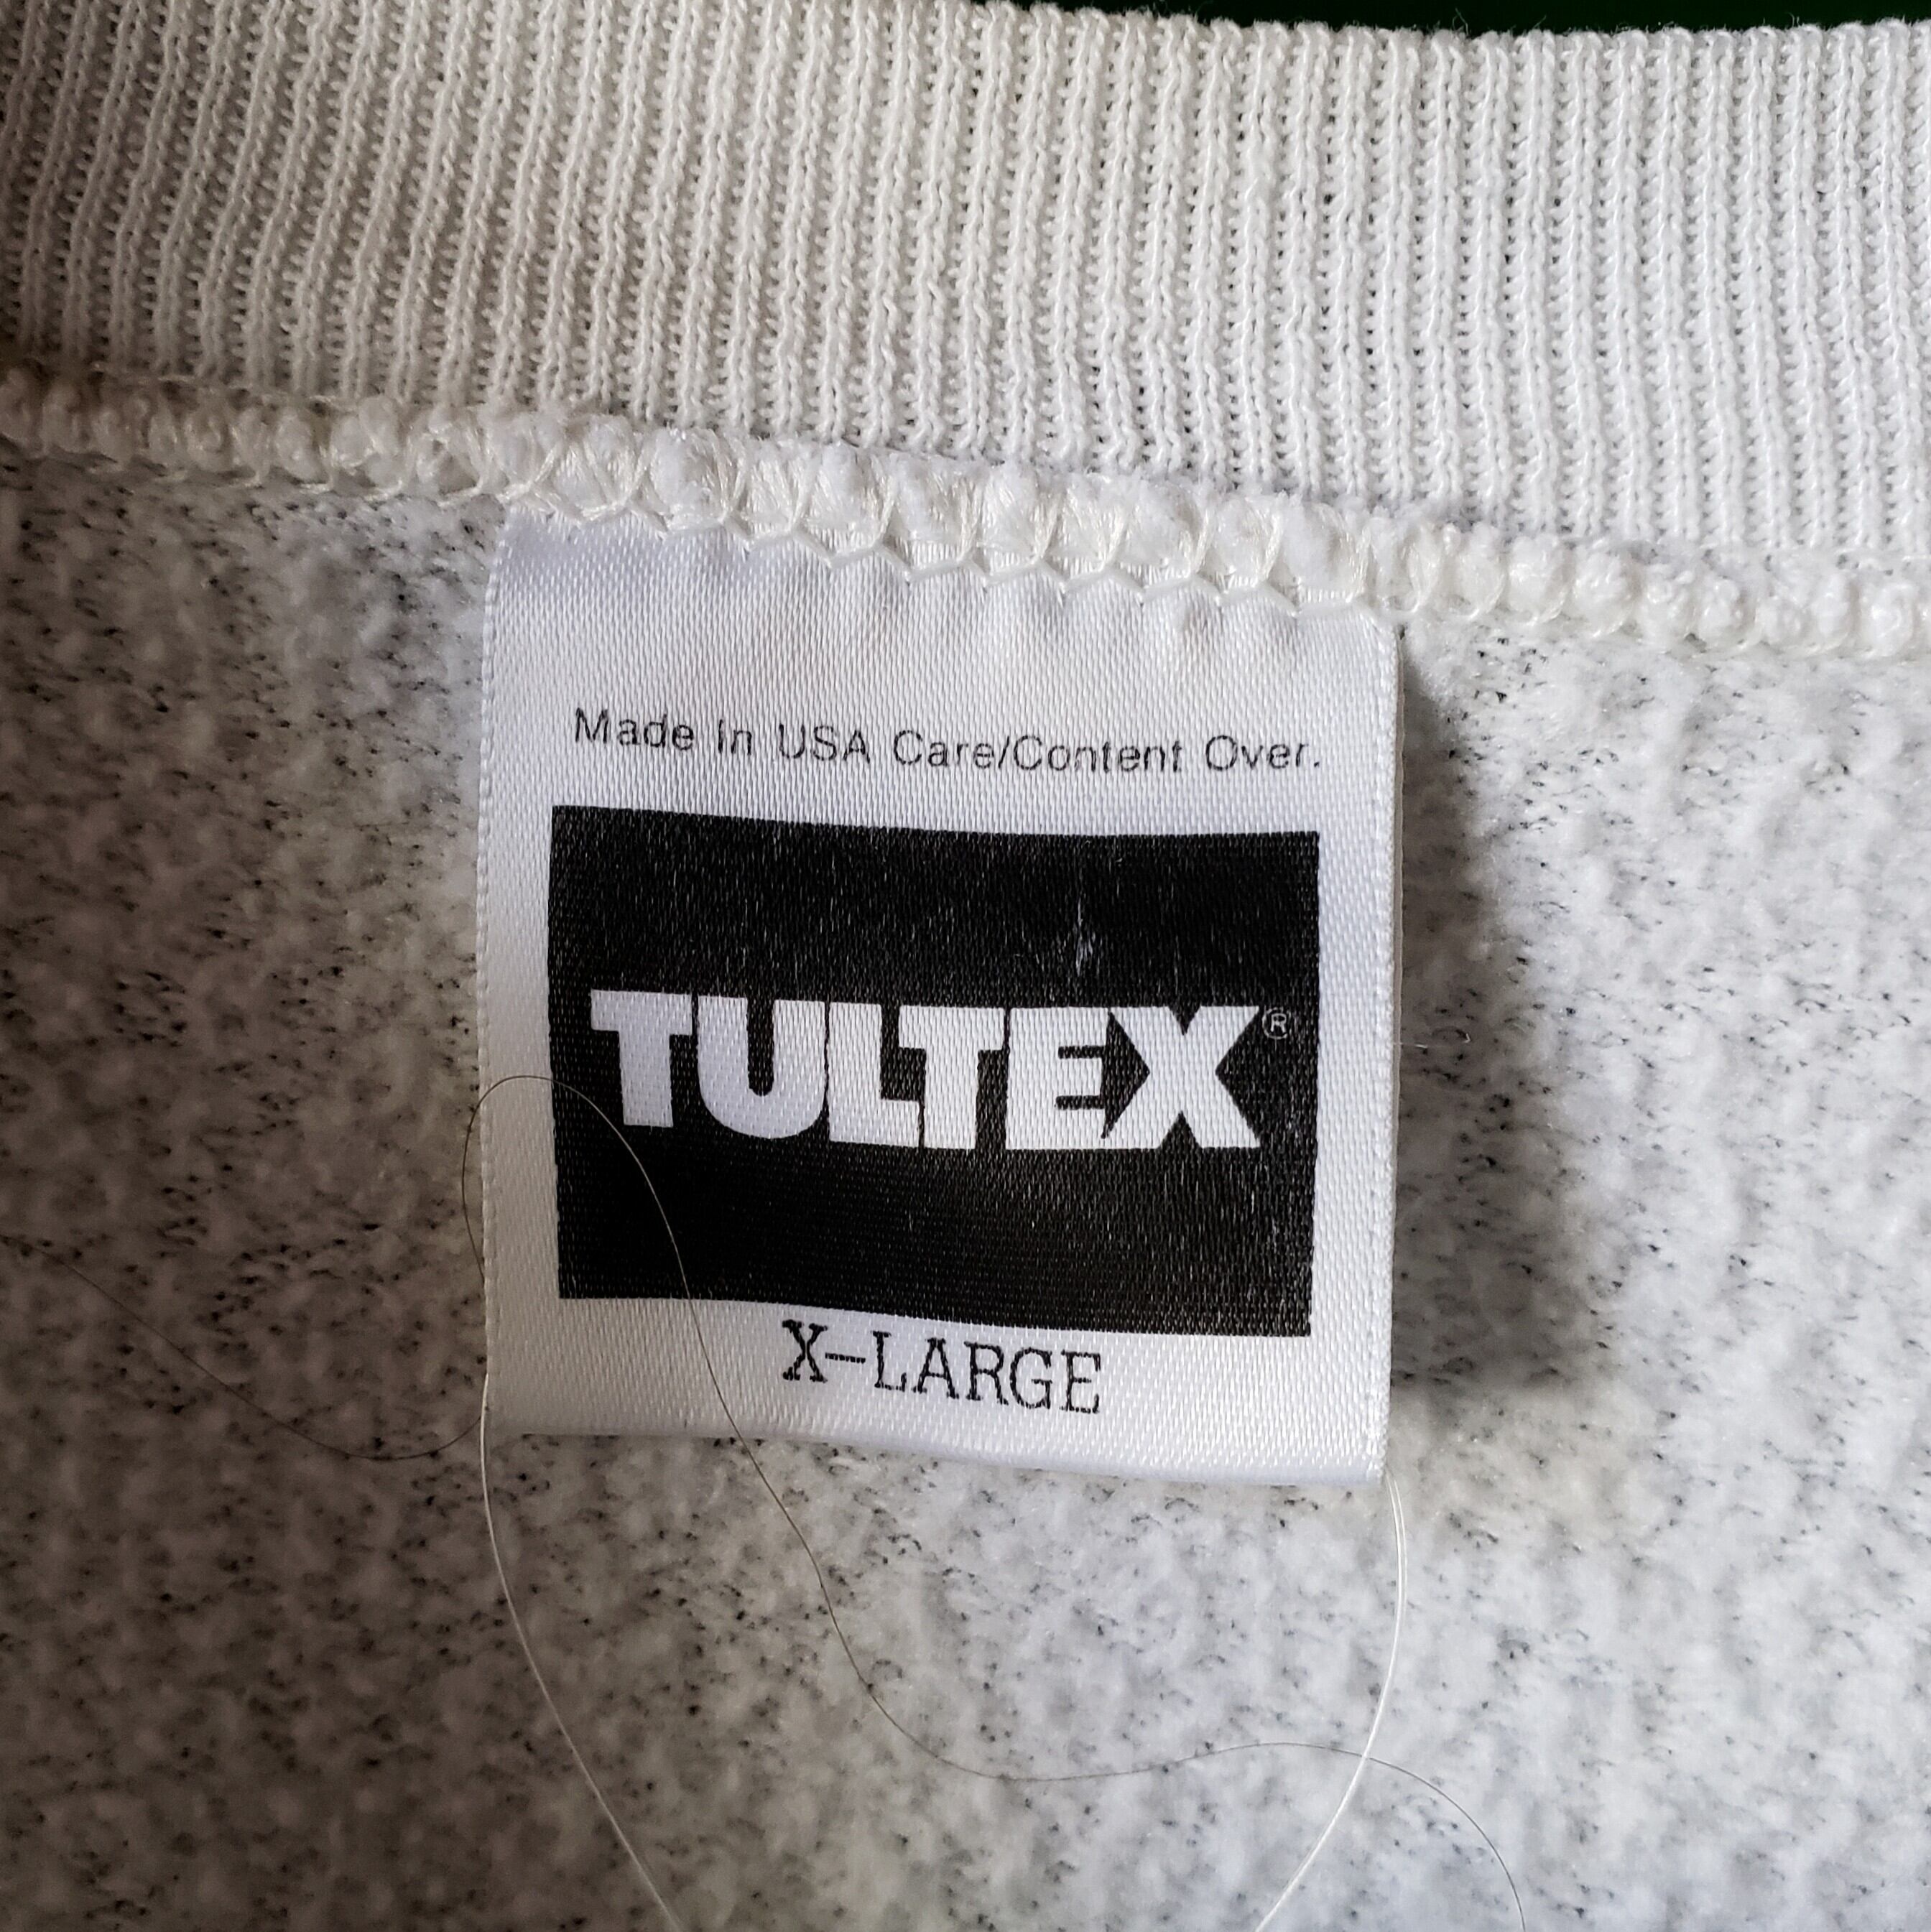 Made In USA Care/Content Over.
TULTEX®
X-LARGE